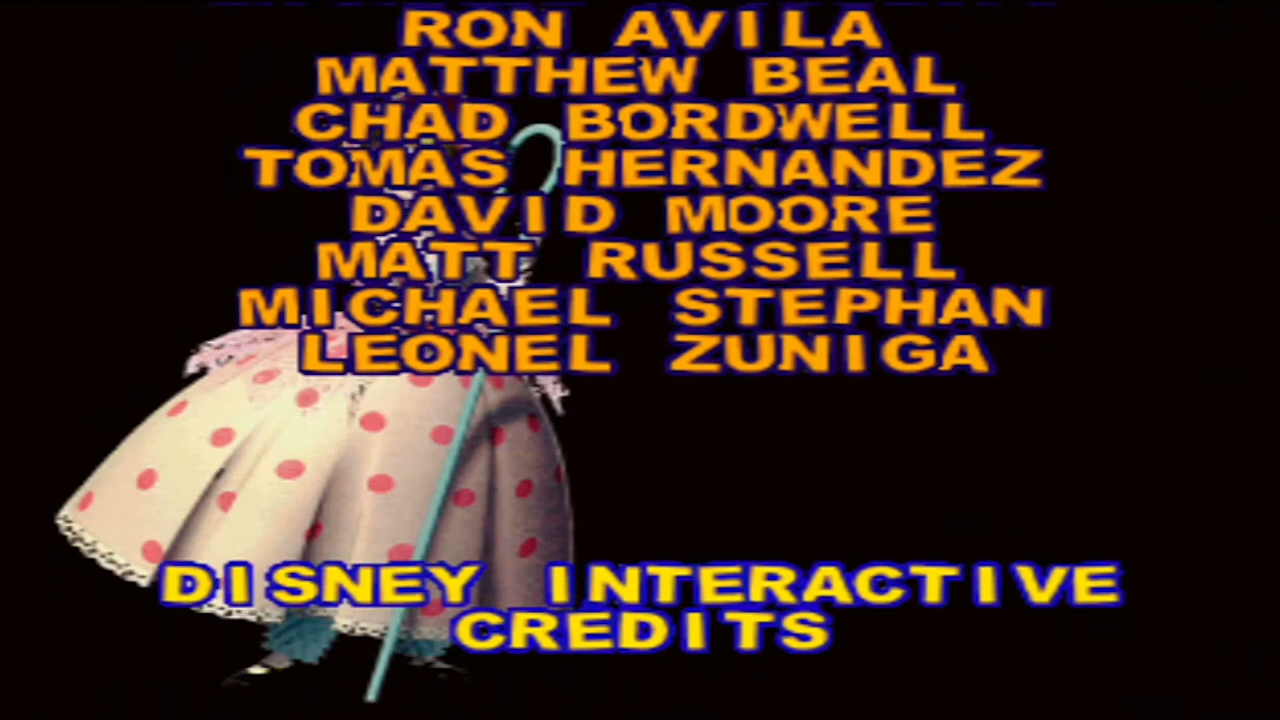 RON AVILA
MATTHEW BEAL
CHAD BORDWELL
TOMAS HERNANDEZ
DAVID MOORE
MATT RUSSELL
MICHAEL STEPHAN
LEONEL ZUNIGA
DISNEY INTERACTIVE
CREDITS